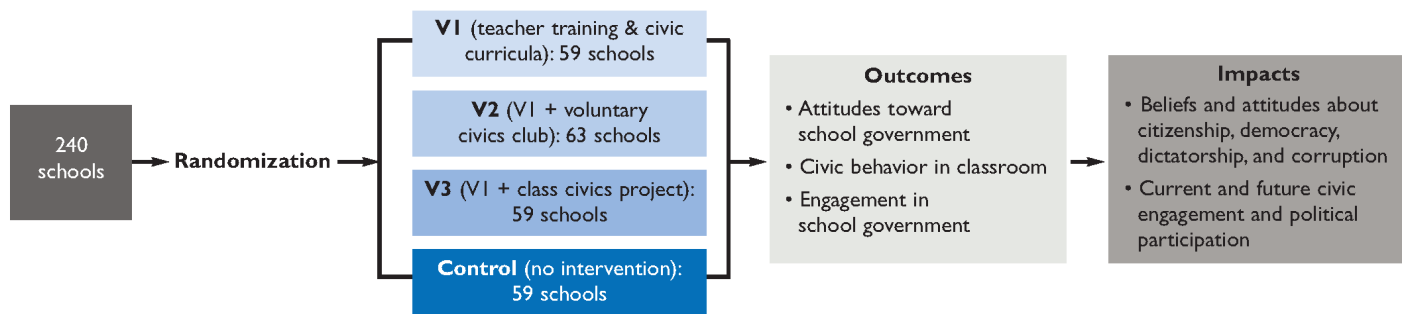 240
schools
Randomization
V1 (teacher training & civic
curricula): 59 schools
V2 (V1 + voluntary
civics club): 63 schools
V3 (V1 + class civics project):
59 schools
Control (no intervention):
59 schools
Outcomes
• Attitudes toward
school government
• Civic behavior in classroom
• Engagement in
school government
Impacts
• Beliefs and attitudes about
citizenship, democracy,
dictatorship, and corruption
• Current and future civic
engagement and political
participation